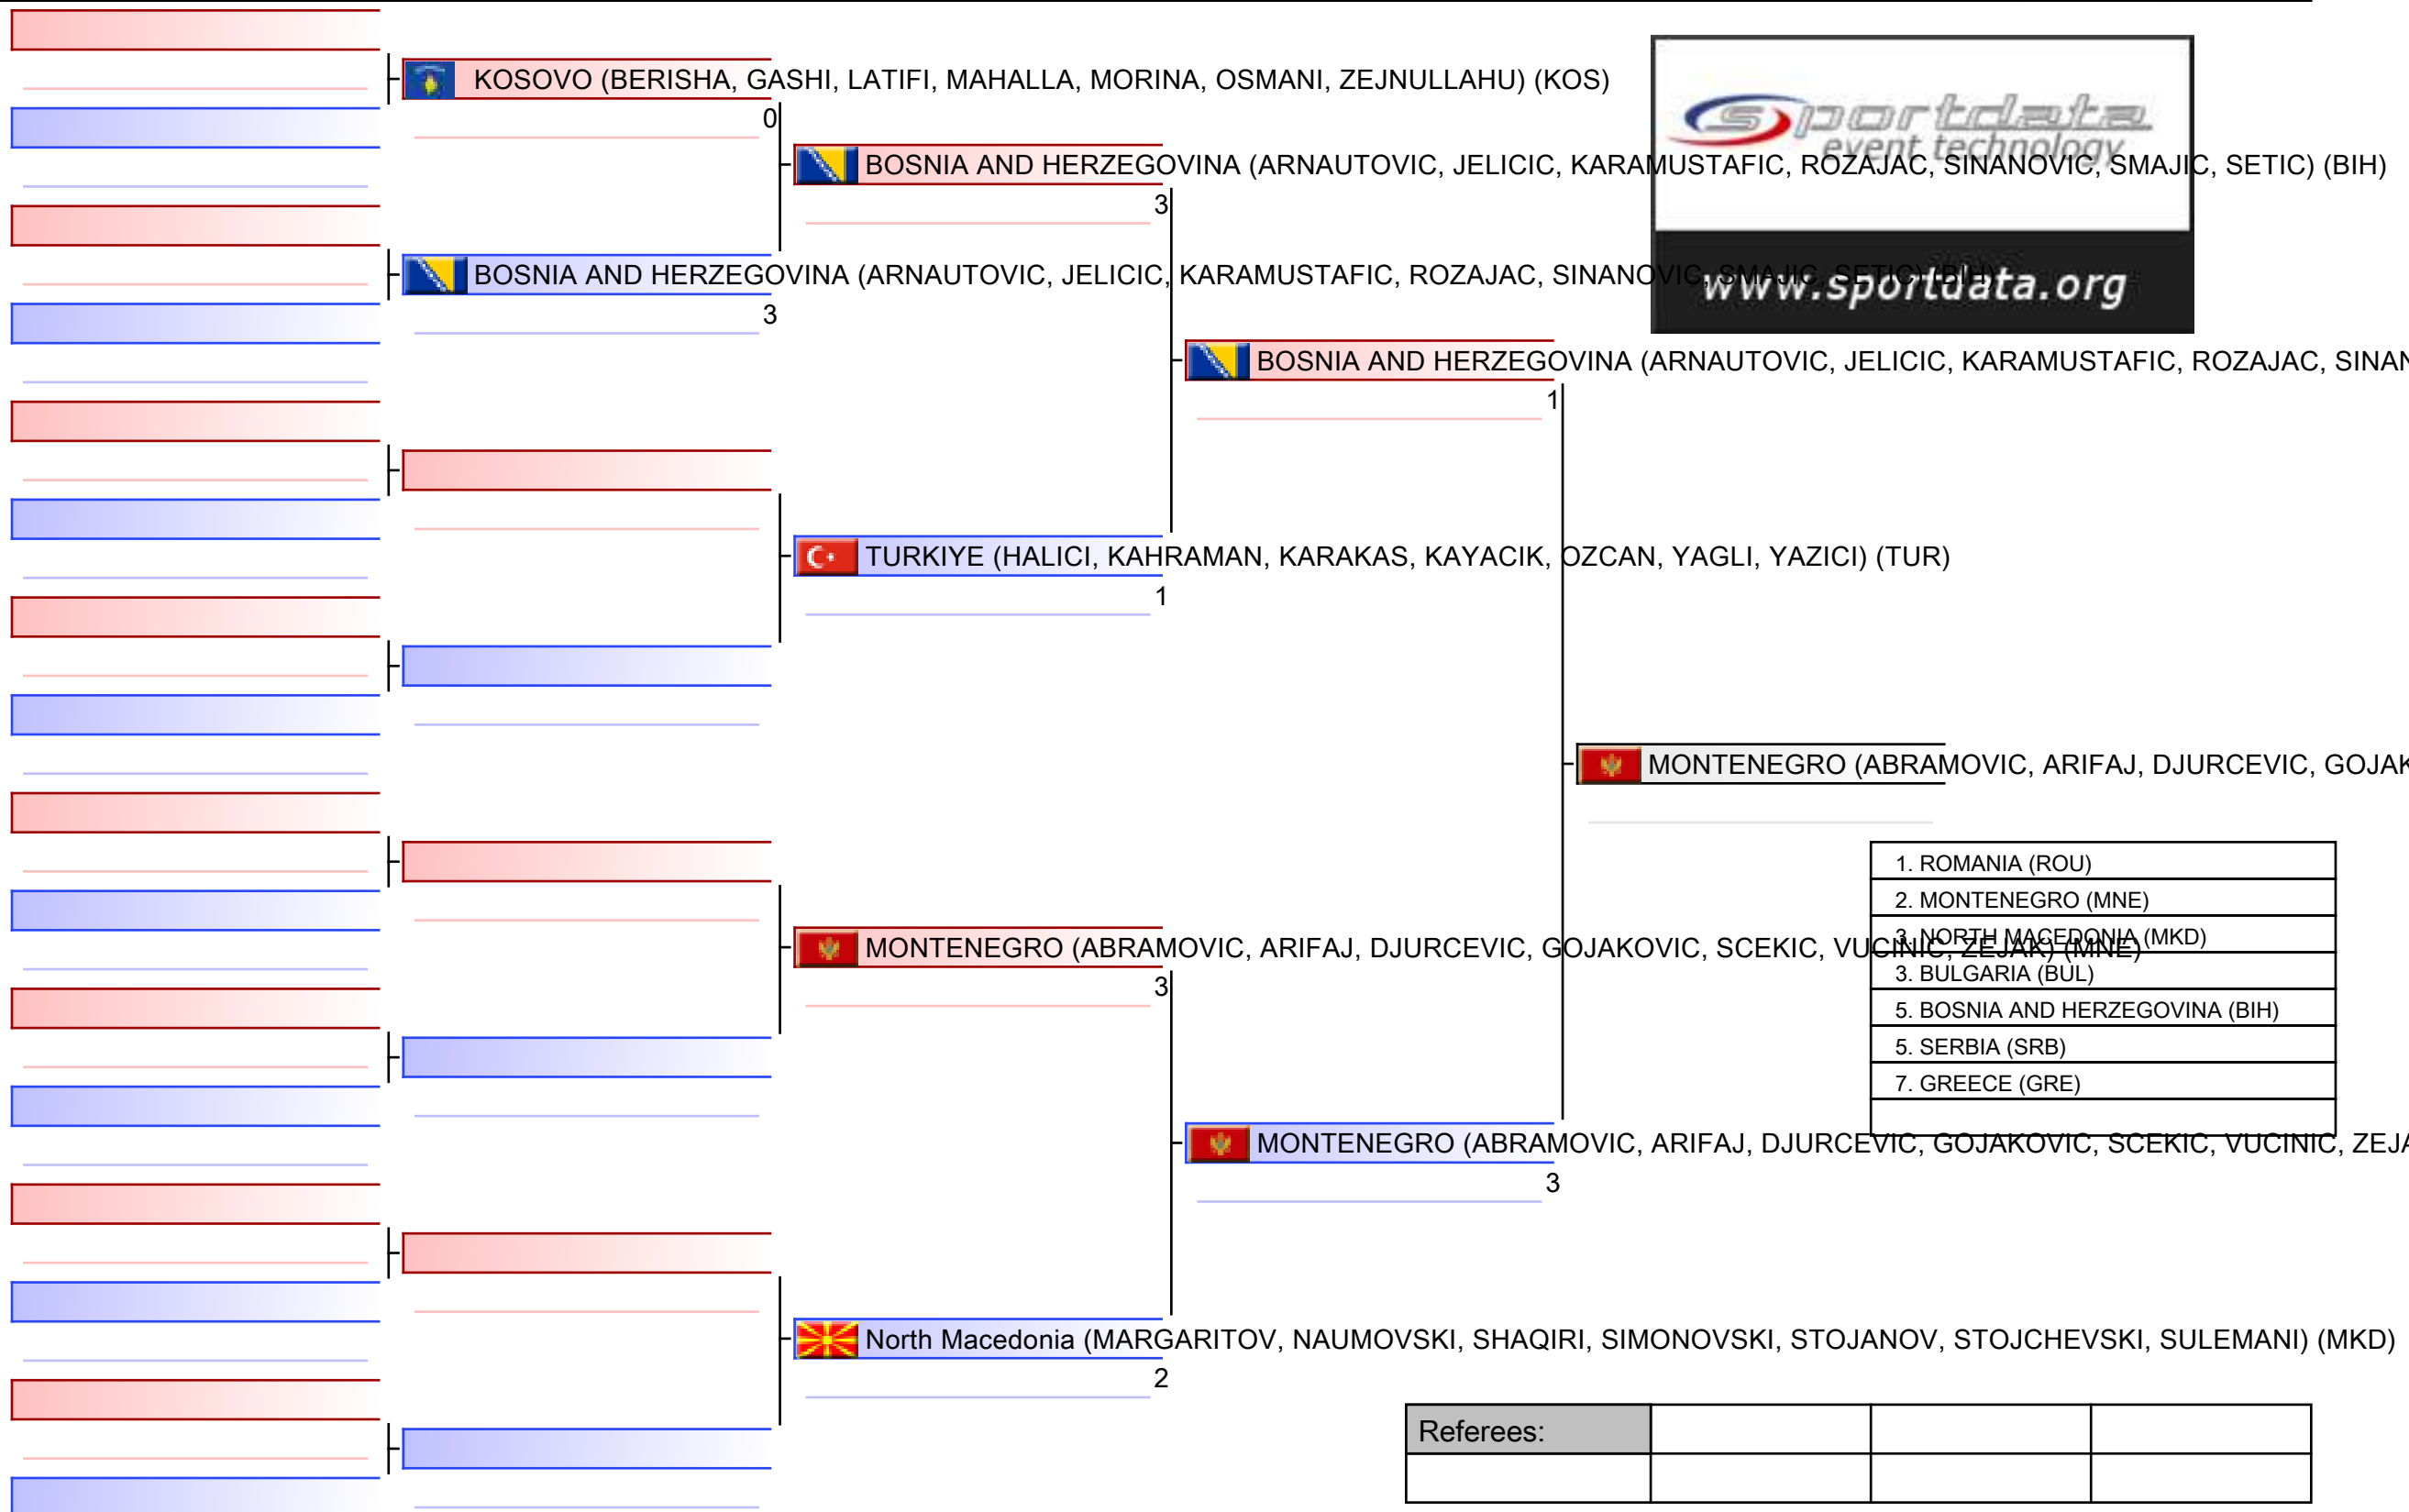 KOSOVO (BERISHA, GASHI, LATIFI, MAHALLA, MORINA, OSMANI, ZEJNULLAHU) (KOS)
0
sportdata
event technology
BOSNIA AND HERZEGOVINA (ARNAUTOVIC, JELICIC, KARAMUSTAFIC, ROZAJAC, SINANOVIC, SMAJIC, SETIC) (BIH)
3
BOSNIA AND HERZEGOVINA (ARNAUTOVIC, JELICIC, KARAMUSTAFIC, ROZAJAC, SINANOVIC, SMAJIC, SETIC) (BIH)
www.sportdata.org
3
BOSNIA AND HERZEGOVINA (ARNAUTOVIC, JELICIC, KARAMUSTAFIC, ROZAJAC, SINAN
1
TURKIYE (HALICI, KAHRAMAN, KARAKAS, KAYACIK, OZCAN, YAGLI, YAZICI) (TUR)
1
MONTENEGRO (ABRAMOVIC, ARIFAJ, DJURCEVIC, GOJAK
1. ROMANIA (ROU)
2. MONTENEGRO (MNE)
3. NORTH MACEDONIA (MKD)
MONTENEGRO (ABRAMOVIC, ARIFAJ, DJURCEVIC, GOJAKOVIC, SCEKIC, VUCINIC, ZEJAK) (MNE)
3. BULGARIA (BUL)
3
5. BOSNIA AND HERZEGOVINA (BIH)
5. SERBIA (SRB)
7. GREECE (GRE)
MONTENEGRO (ABRAMOVIC, ARIFAJ, DJURCEVIC, GOJAKOVIC, SCEKIC, VUCINIC, ZEJA
3
North Macedonia (MARGARITOV, NAUMOVSKI, SHAQIRI, SIMONOVSKI, STOJANOV, STOJCHEVSKI, SULEMANI) (MKD)
2
Referees: